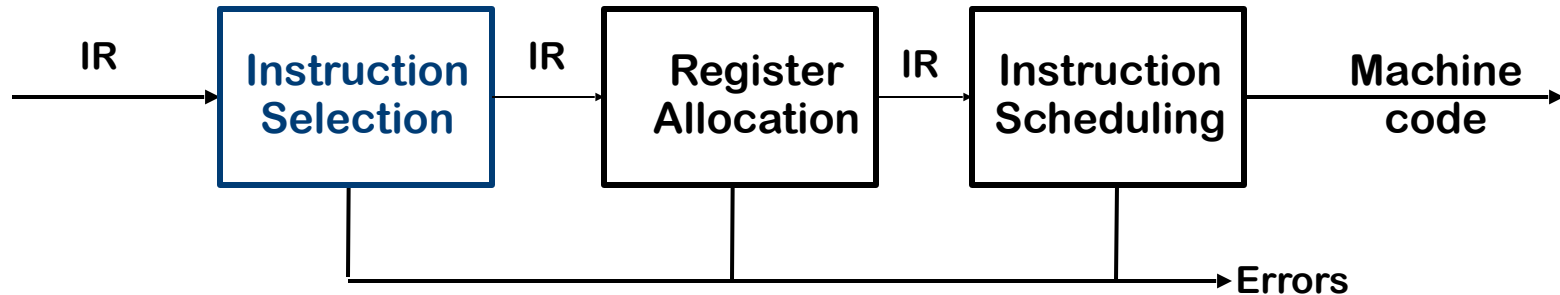 IR
Instruction
Selection
IR
Register
Allocation
IR
Instruction
Scheduling
Machine
code
Errors